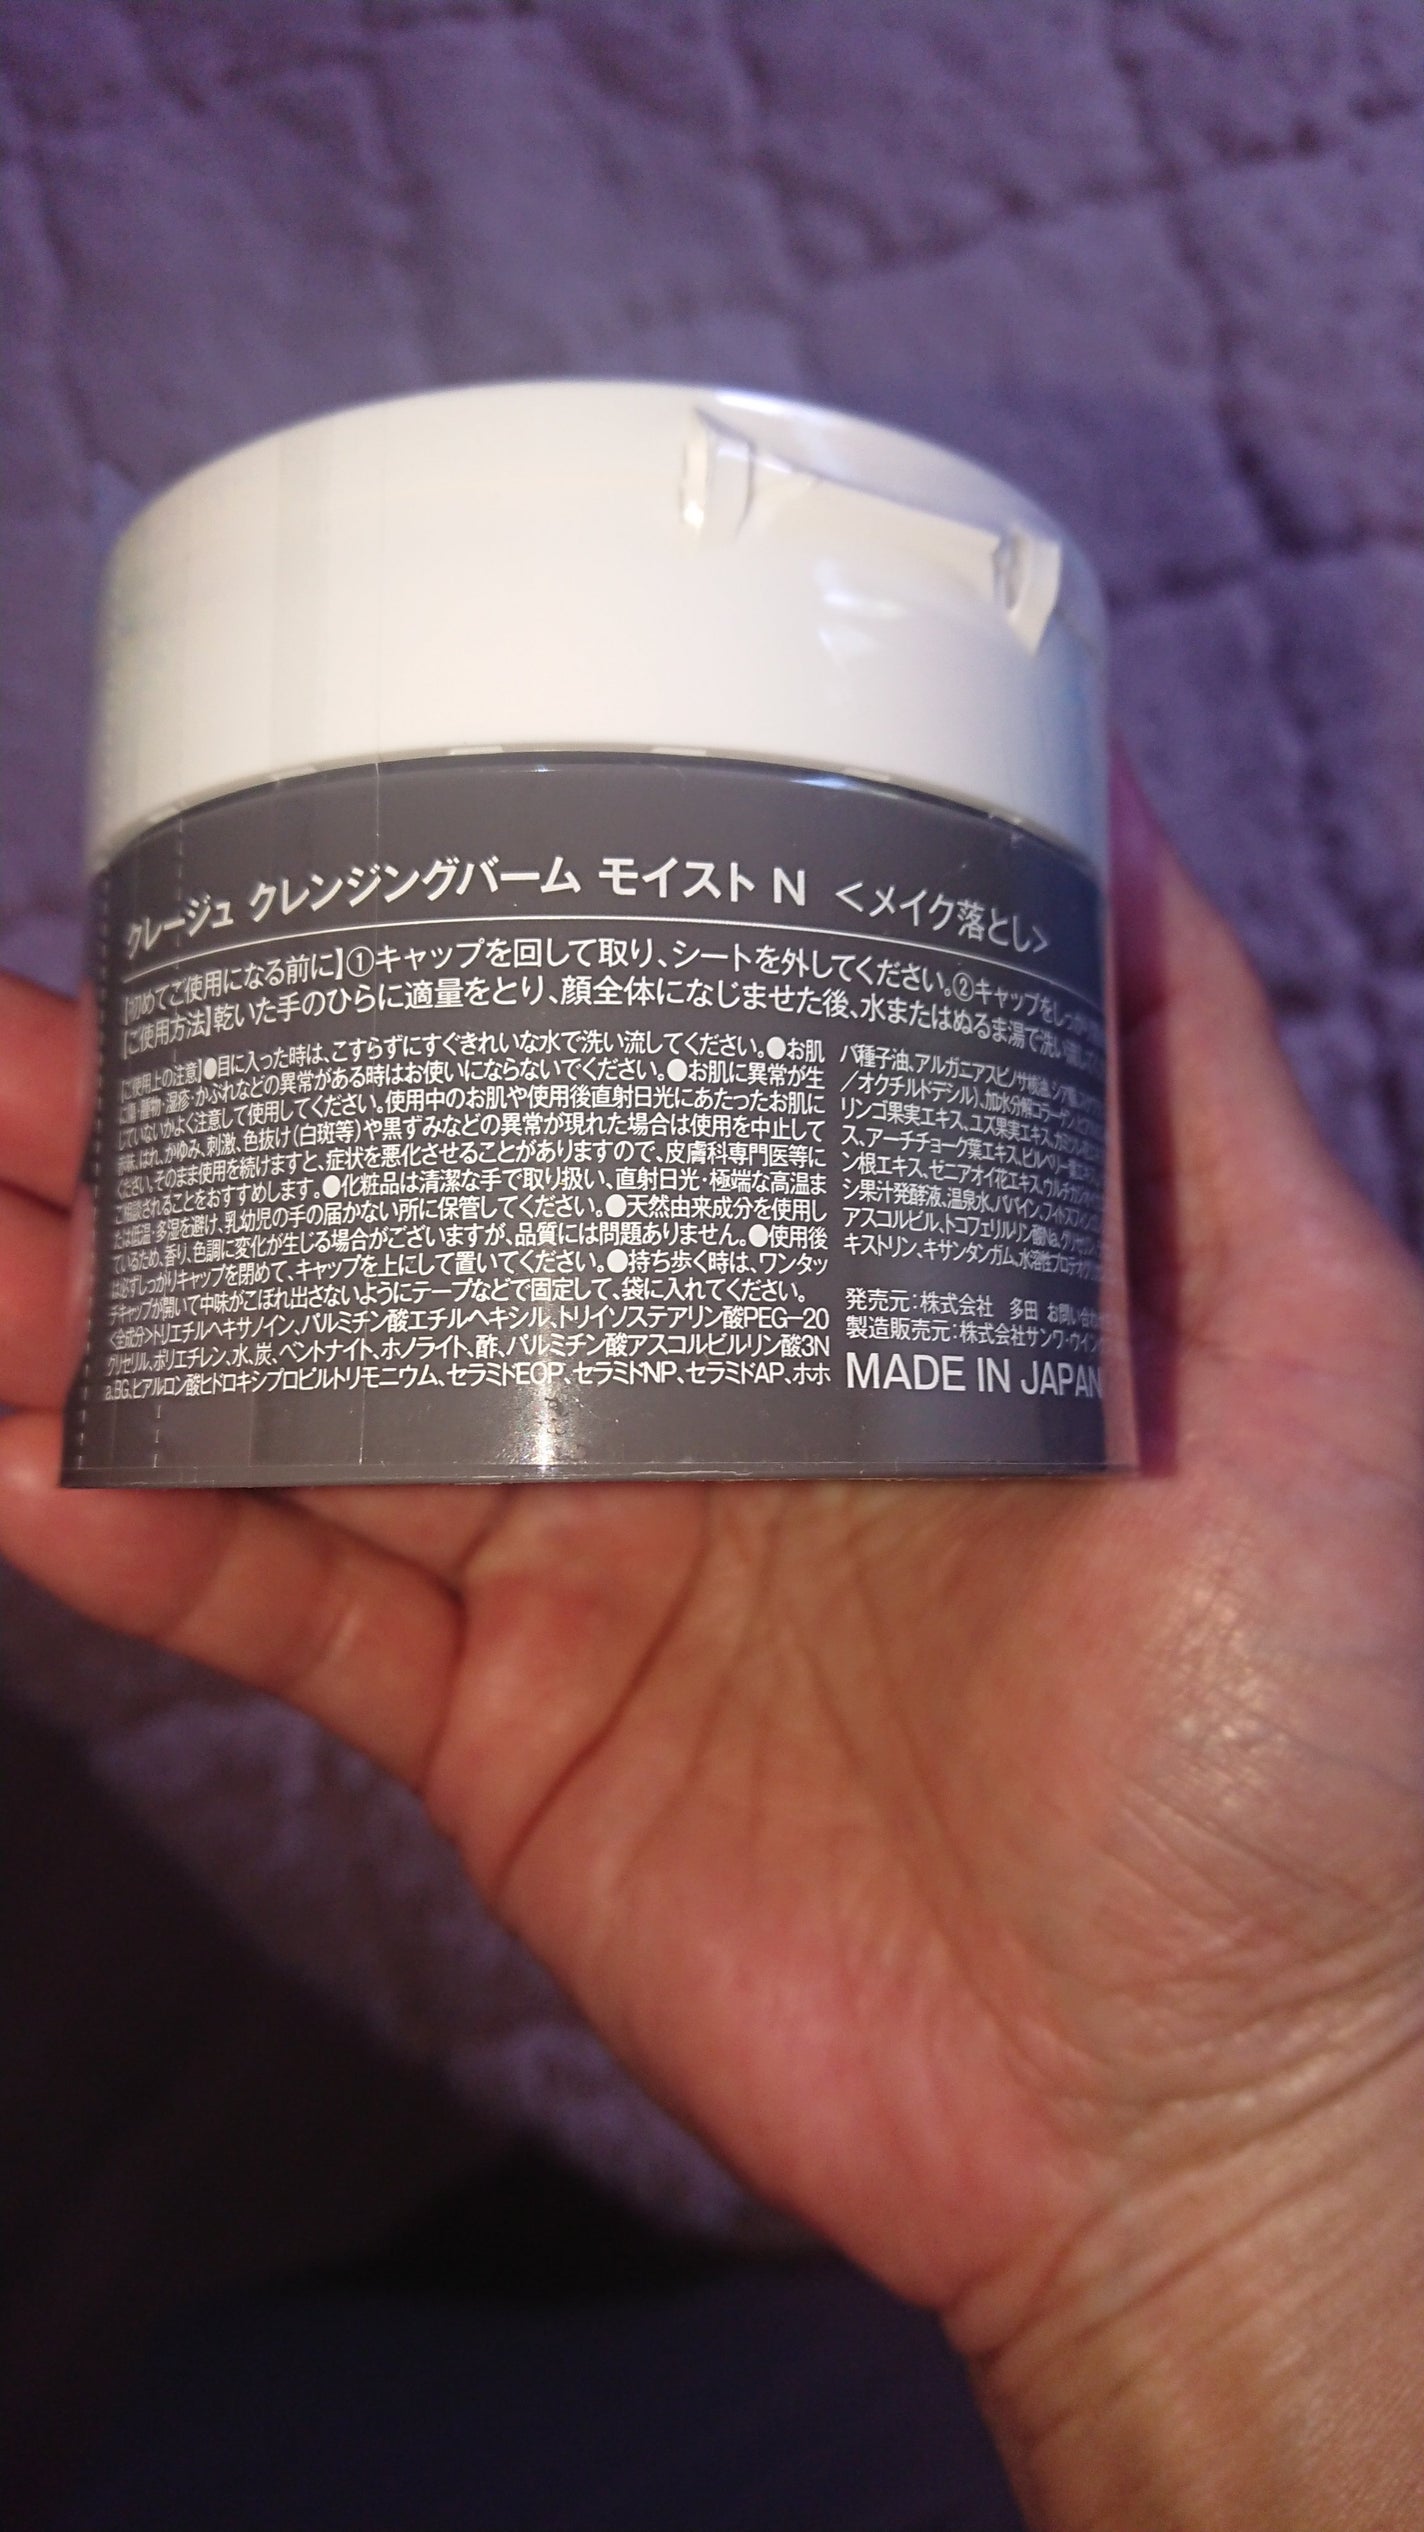 クレージュ クレンジングバーム モイスト N <メイク落とし>
【初めてご使用になる前に】①キャップを回して取り、シートを外してください。②キャップをしっかり
【ご使用方法】乾いた手のひらに適量をとり、顔全体になじませた後、水またはぬるま湯で洗い流して
【ご使用上の注意】●目に入った時は、こすらずにすぐきれいな水で洗い流してください。●お肌
に傷・腫物・湿疹・かぶれなどの異常がある時はお使いにならないでください。●お肌に異常が生
じていないかよく注意して使用してください。使用中のお肌や使用後直射日光にあたったお肌に
赤味、はれ、かゆみ、刺激、色抜け(白斑等)や黒ずみなどの異常が現れた場合は使用を中止して
ください。そのまま使用を続けますと、症状を悪化させることがありますので、皮膚科専門医等に
ご相談されることをおすすめします。●化粧品は清潔な手で取り扱い、直射日光・極端な高温ま
たは低温・多湿を避け、乳幼児の手の届かない所に保管してください。●天然由来成分を使用し
ているため、香り、色調に変化が生じる場合がございますが、品質には問題ありません。●使用後
は必ずしっかりキャップを閉めて、キャップを上にして置いてください。●持ち歩く時は、ワンタッ
チキャップが開いて中味がこぼれ出さないようにテープなどで固定して、袋に入れてください。
<全成分>トリエチルヘキサノイン、パルミチン酸エチルヘキシル、トリイソステアリン酸PEG-20
グリセリル、ポリエチレン、水、炭、ベントナイト、ホノライト、酢、パルミチン酸アスコルビルリン酸3N
a、BG、ヒアルロン酸ヒドロキシプロピルトリモニウム、セラミドEOP、セラミドNP、セラミドAP、ホホ
バ種子油、アルガニアスピノサ核油、シア脂、
/オクチルドデシル)、加水分解コラーゲン、
リンゴ果実エキス、ユズ果実エキス、
ス、アーチチョーク葉エキス、ビルベリー葉エキス、
ン根エキス、ゼニアオイ花エキス、
シ果汁発酵液、温泉水、パパイン、
アスコルビル、トコフェリルリン酸Na、
キストリン、キサンタンガム、水溶性プロテオグリカン
発売元:株式会社 多田 お問い合わ
製造販売元:株式会社サンワ・ウイン
MADE IN JAPAN